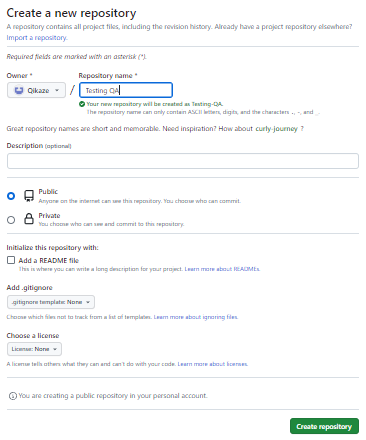 Create a new repository
A repository contains all project files, including the revision history. Already have a project repository elsewhere?
Import a repository.
Required fields are marked with an asterisk (*).
Owner *
Repository name *
Qikaze
/
Testing QA
Your new repository will be created as Testing-QA.
The repository name can only contain ASCII letters, digits, and the characters ., -, and _.
Great repository names are short and memorable. Need inspiration? How about curly-journey ?
Description (optional)
Public
Anyone on the internet can see this repository. You choose who can commit.
Private
You choose who can see and commit to this repository.
Initialize this repository with:
Add a README file
This is where you can write a long description for your project. Learn more about READMEs.
Add .gitignore
.gitignore template: None
Choose which files not to track from a list of templates. Learn more about ignoring files.
Choose a license
License: None
A license tells others what they can and can't do with your code. Learn more about licenses.
You are creating a public repository in your personal account.
Create repository